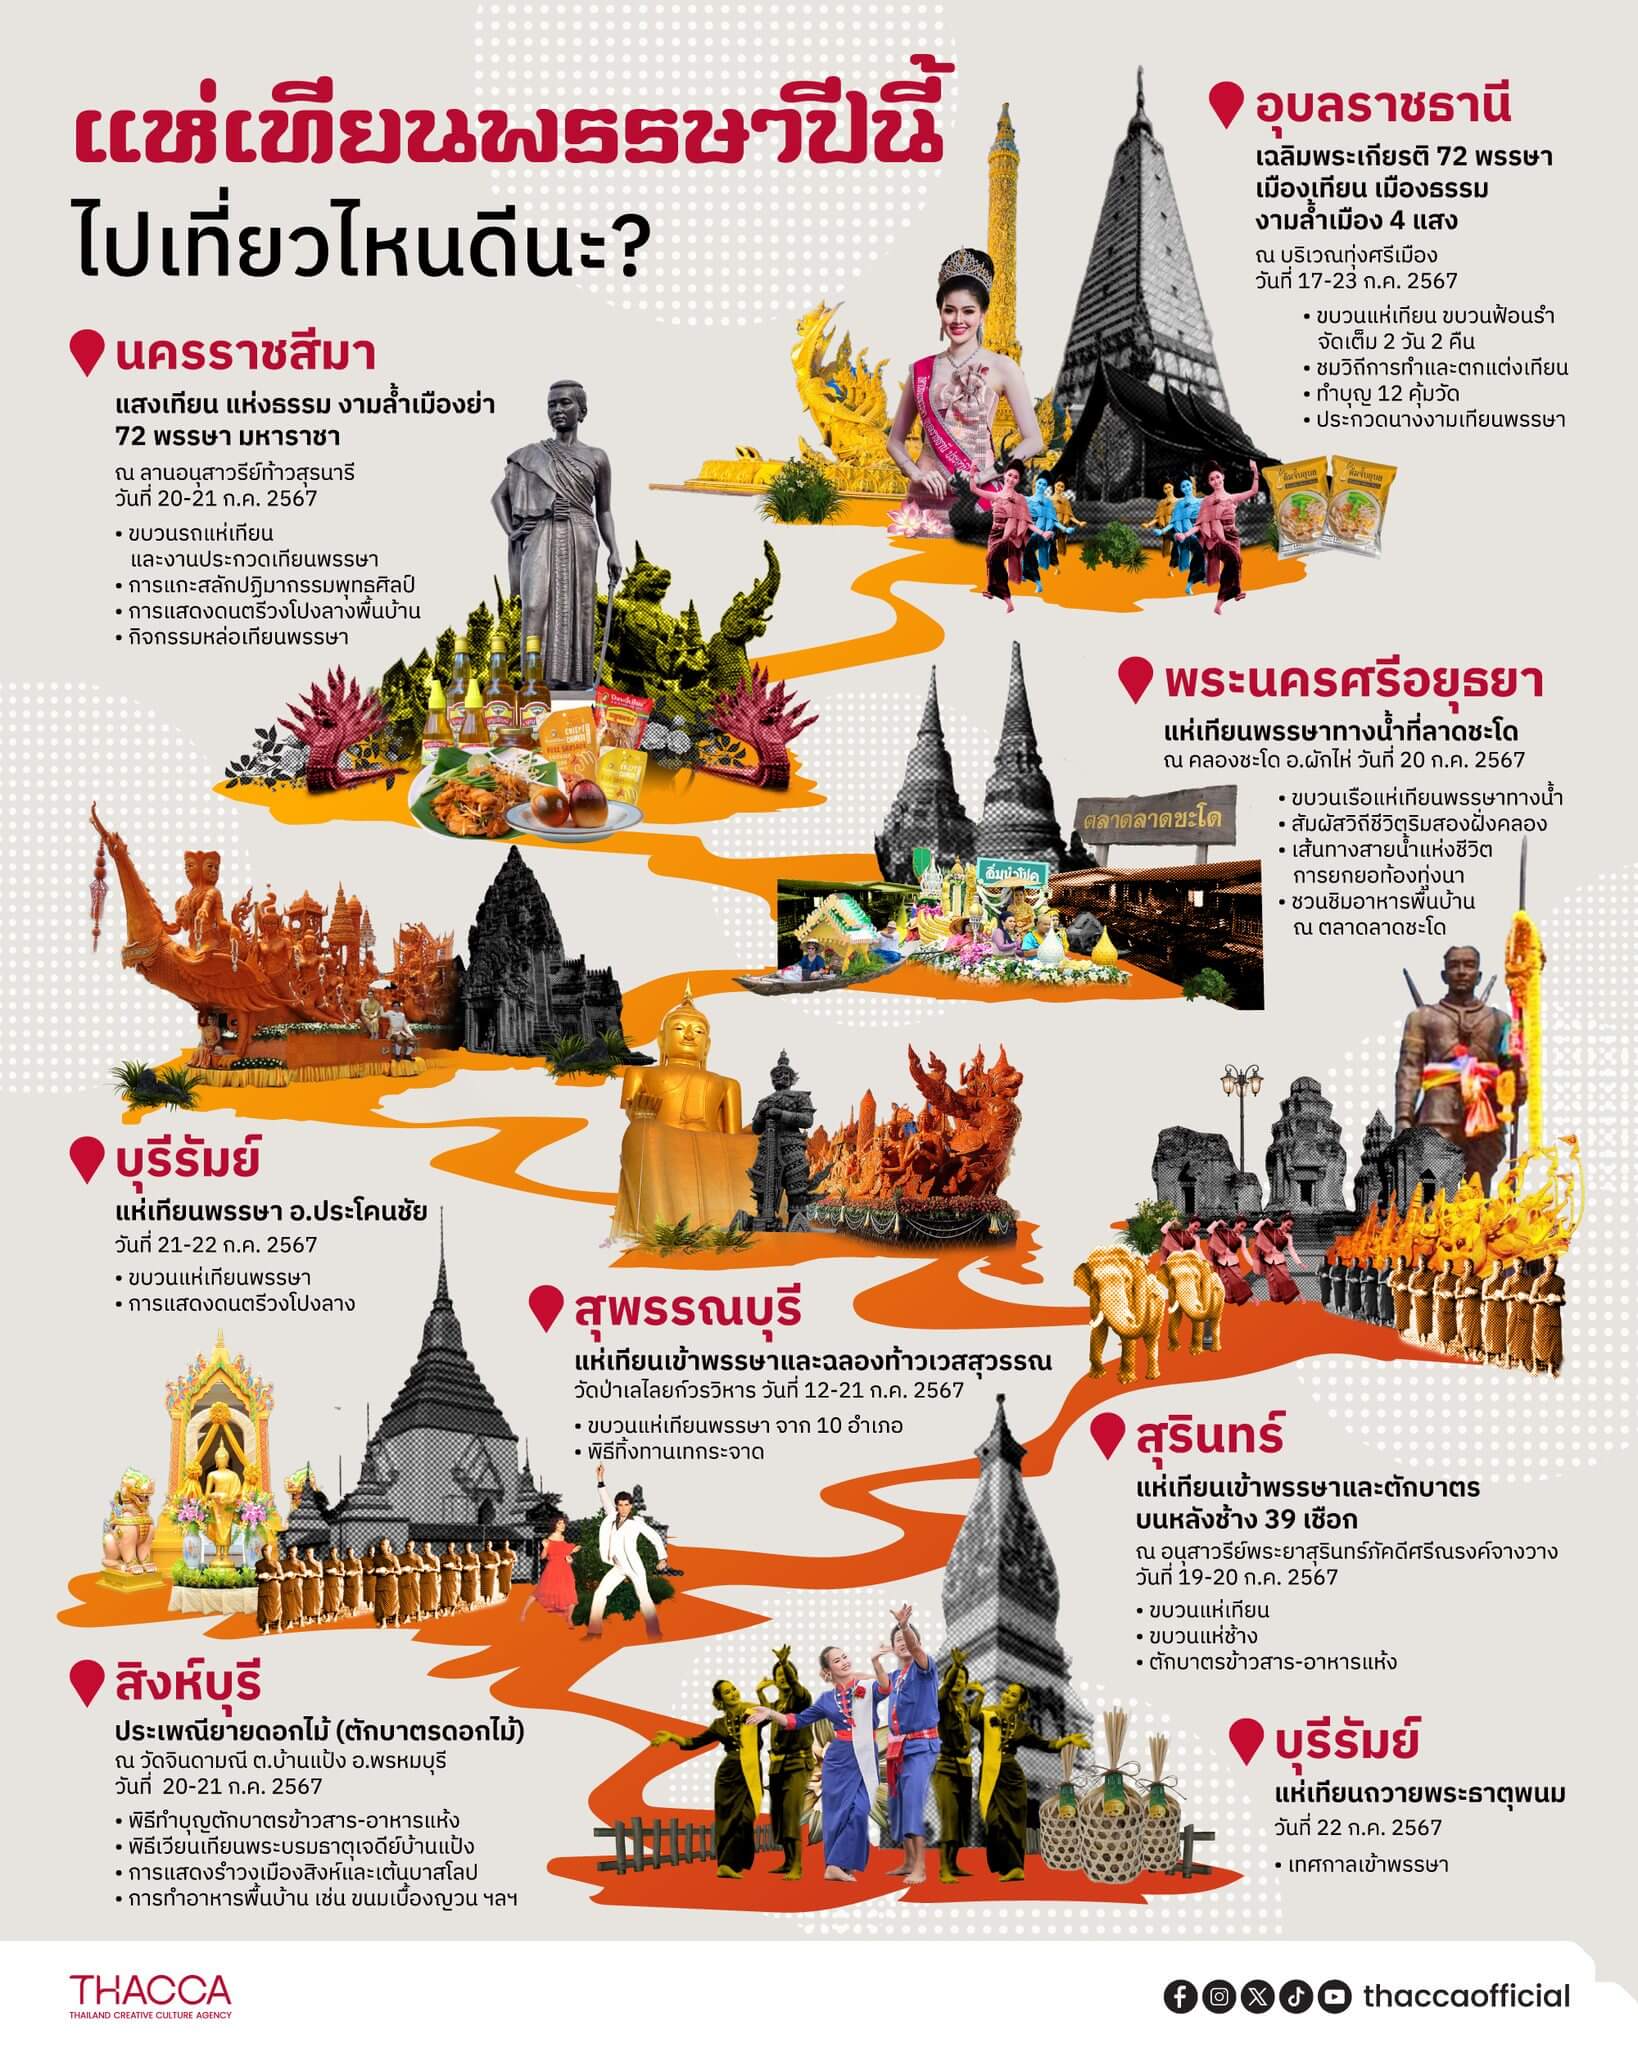 แห่เทียนพรรษาปีนี้
ไปเที่ยวไหนดีนะ?
อุบลราชธานี
เฉลิมพระเกียรติ 72 พรรษา
เมืองเทียน เมืองธรรม
งามล้ำเมือง 4 แสง
ณ บริเวณทุ่งศรีเมือง
วันที่ 17-23 ก.ค. 2567
• ขบวนแห่เทียน ขบวนฟ้อนรำ
จัดเต็ม 2 วัน 2 คืน
• ชมวิถีการทำและตกแต่งเทียน
• ทำบุญ 12 คุ้มวัด
• ประกวดนางงามเทียนพรรษา
นครราชสีมา
แสงเทียน แห่งธรรม งามล้ำเมืองย่า
72 พรรษา มหาราชา
ณ ลานอนุสาวรีย์ท้าวสุรนารี
วันที่ 20-21 ก.ค. 2567
• ขบวนรถแห่เทียน
และงานประกวดเทียนพรรษา
• การแกะสลักปฏิมากรรมพุทธศิลป์
• การแสดงดนตรีวงโปงลางพื้นบ้าน
• กิจกรรมหล่อเทียนพรรษา
พระนครศรีอยุธยา
แห่เทียนพรรษาทางน้ำที่ลาดชะโด
ณ คลองชะโด อ.ผักไห่ วันที่ 20 ก.ค. 2567
• ขบวนเรือแห่เทียนพรรษาทางน้ำ
• สัมผัสวิถีชีวิตริมสองฝั่งคลอง
• เส้นทางสายน้ำแห่งชีวิต
การยกยอท้องทุ่งนา
• ชวนชิมอาหารพื้นบ้าน
ณ ตลาดลาดชะโด
ตลาดลาดชะโด
บุรีรัมย์
แห่เทียนพรรษา อ.ประโคนชัย
วันที่ 21-22 ก.ค. 2567
• ขบวนแห่เทียนพรรษา
• การแสดงดนตรีวงโปงลาง
สุพรรณบุรี
แห่เทียนเข้าพรรษาและฉลองท้าวเวสสุวรรณ
วัดป่าเลไลยก์วรวิหาร วันที่ 12-21 ก.ค. 2567
• ขบวนแห่เทียนพรรษา จาก 10 อำเภอ
• พิธีทิ้งทานเทกระจาด
สุรินทร์
แห่เทียนเข้าพรรษาและตักบาตร
บนหลังช้าง 39 เชือก
ณ อนุสาวรีย์พระยาสุรินทร์ภักดีศรีณรงค์จางวาง
วันที่ 19-20 ก.ค. 2567
• ขบวนแห่เทียน
• ขบวนแห่ช้าง
• ตักบาตรข้าวสาร-อาหารแห้ง
สิงห์บุรี
ประเพณียายดอกไม้ (ตักบาตรดอกไม้)
ณ วัดจินดามณี ต.บ้านแป้ง อ.พรหมบุรี
วันที่ 20-21 ก.ค. 2567
• พิธีทำบุญตักบาตรข้าวสาร-อาหารแห้ง
• พิธีเวียนเทียนพระบรมธาตุเจดีย์บ้านแป้ง
• การแสดงรำวงเมืองสิงห์และเต้นบาสโลป
• การทำอาหารพื้นบ้าน เช่น ขนมเบื้องญวน ฯลฯ
บุรีรัมย์
แห่เทียนถวายพระธาตุพนม
วันที่ 22 ก.ค. 2567
• เทศกาลเข้าพรรษา
THACCA
THAILAND CREATIVE CULTURE AGENCY
thaccaofficial